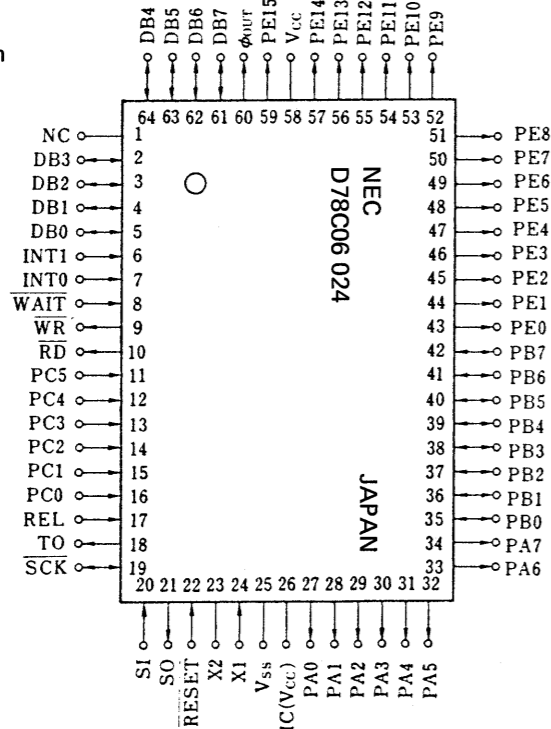 DB4
DB5
DB6
DB7
ϕOUT
PE15
VCC
PE14
PE13
PE12
PE11
PE10
PE9
64 63 62 61 60 59 58 57 56 55 54 53 52
NC 1
DB3 2
DB2 3
DB1 4
DB0 5
INT1 6
INT0 7
WAIT 8
WR 9
RD 10
PC5 11
PC4 12
PC3 13
PC2 14
PC1 15
PC0 16
REL 17
TO 18
SCK 19
NEC
D78C06 024
JAPAN
51 PE8
50 PE7
49 PE6
48 PE5
47 PE4
46 PE3
45 PE2
44 PE1
43 PE0
42 PB7
41 PB6
40 PB5
39 PB4
38 PB3
37 PB2
36 PB1
35 PB0
34 PA7
33 PA6
20 21 22 23 24 25 26 27 28 29 30 31 32
SI
SO
RESET
X2
X1
VSS
IC(VCC)
PA0
PA1
PA2
PA3
PA4
PA5